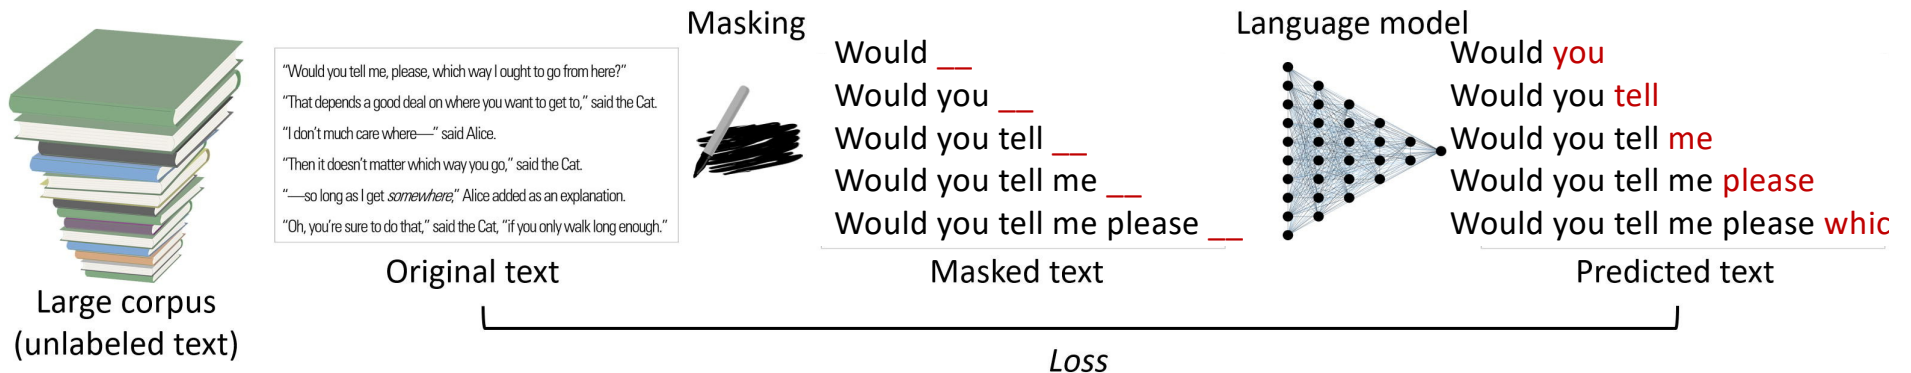 Large corpus
(unlabeled text)
“Would you tell me, please, which way I ought to go from here?”
“That depends a good deal on where you want to get to,” said the Cat.
“I don’t much care where—” said Alice.
“Then it doesn’t matter which way you go,” said the Cat.
“—so long as I get somewhere,” Alice added as an explanation.
“Oh, you’re sure to do that,” said the Cat, “if you only walk long enough.”
Original text
Masking
Would __
Would you __
Would you tell __
Would you tell me __
Would you tell me please __
Masked text
Language model
Would you
Would you tell
Would you tell me
Would you tell me please
Would you tell me please whic
Predicted text
Loss